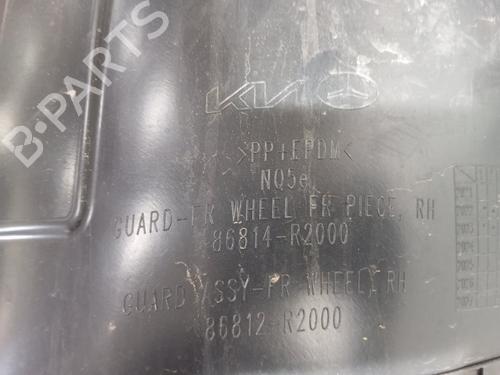 B-PARTS
KIA
>PP+EPDM<
NQ5e
GUARD-FR WHEEL FR PIECE, RH
86814-R2000
GUARD ASSY-FR WHEEL, RH
86812-R2000